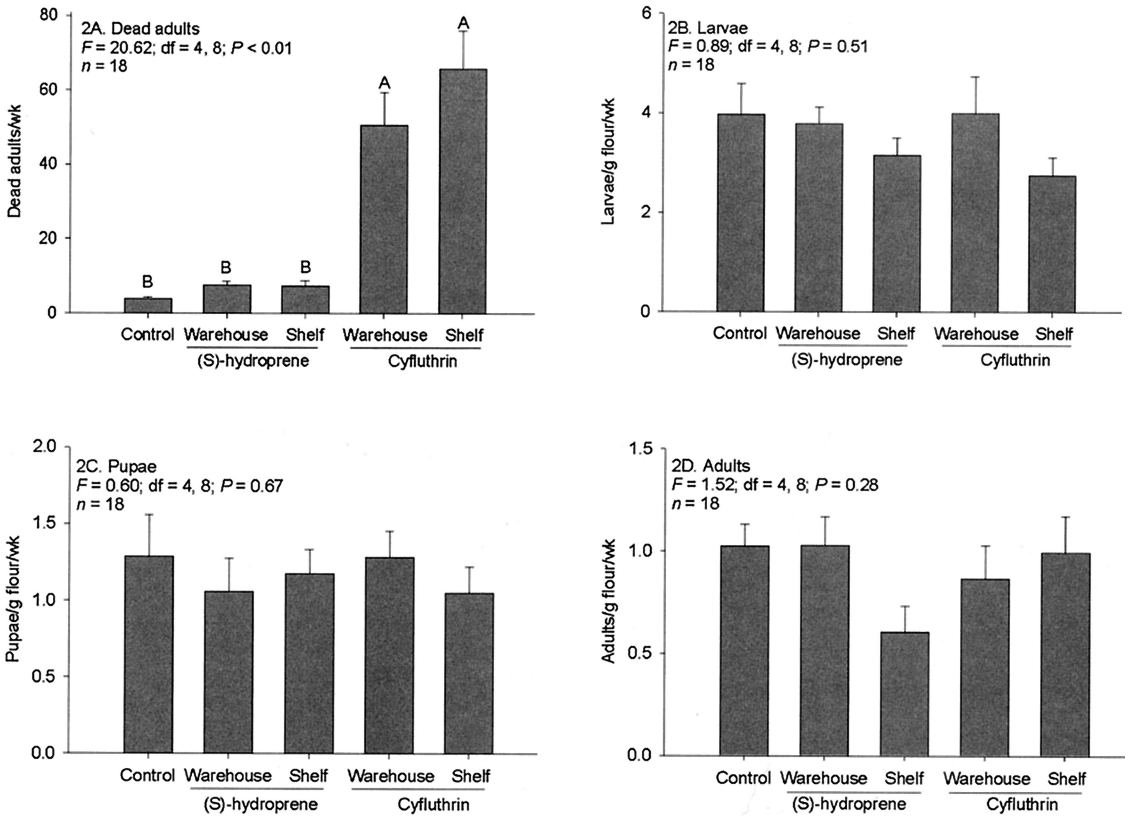 2A. Dead adults
F = 20.62; df = 4, 8; P < 0.01
n = 18
Dead adults/wk
80
60
40
20
0
A
A
B
B
B
Control Warehouse Shelf Warehouse Shelf
(S)-hydroprene Cyfluthrin
2B. Larvae
F = 0.89; df = 4, 8; P = 0.51
n = 18
Larvae/g flour/wk
6
4
2
0
Control Warehouse Shelf Warehouse Shelf
(S)-hydroprene Cyfluthrin
2C. Pupae
F = 0.60; df = 4, 8; P = 0.67
n = 18
Pupae/g flour/wk
2.0
1.5
1.0
0.5
0.0
Control Warehouse Shelf Warehouse Shelf
(S)-hydroprene Cyfluthrin
2D. Adults
F = 1.52; df = 4, 8; P = 0.28
n = 18
Adults/g flour/wk
1.5
1.0
0.5
0.0
Control Warehouse Shelf Warehouse Shelf
(S)-hydroprene Cyfluthrin